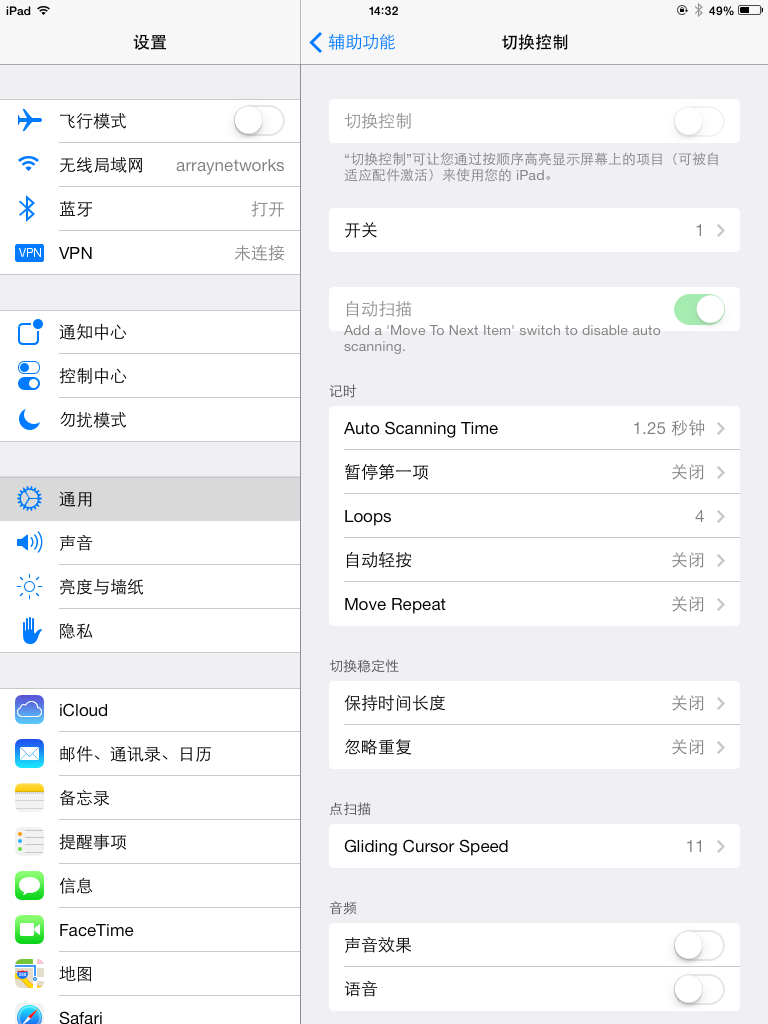 iPad
14:32
49%
设置
辅助功能
切换控制
飞行模式
无线局域网
arraynetworks
蓝牙
打开
VPN
VPN
未连接
通知中心
控制中心
勿扰模式
通用
声音
亮度与墙纸
隐私
iCloud
邮件、通讯录、日历
备忘录
提醒事项
信息
FaceTime
地图
Safari
切换控制
“切换控制”可让您通过按顺序高亮显示屏幕上的项目（可被自
适应配件激活）来使用您的 iPad。
开关
1
自动扫描
Add a 'Move To Next Item' switch to disable auto
scanning.
记时
Auto Scanning Time
1.25 秒钟
暂停第一项
关闭
Loops
4
自动轻按
关闭
Move Repeat
关闭
切换稳定性
保持时间长度
关闭
忽略重复
关闭
点扫描
Gliding Cursor Speed
11
音频
声音效果
语音